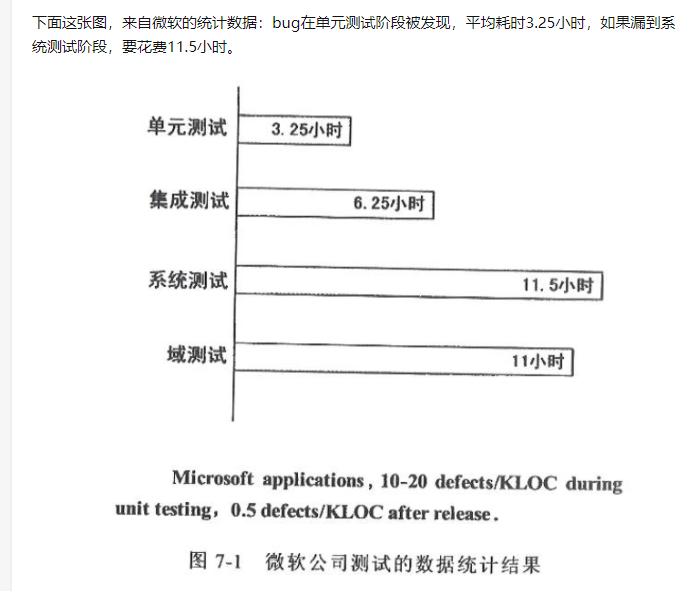 下面这张图，来自微软的统计数据：bug在单元测试阶段被发现，平均耗时3.25小时，如果漏到系
统测试阶段，要花费11.5小时。
单元测试 3.25小时
集成测试 6.25小时
系统测试 11.5小时
域测试 11小时
Microsoft applications, 10-20 defects/KLOC during
unit testing, 0.5 defects/KLOC after release.
图 7-1 微软公司测试的数据统计结果